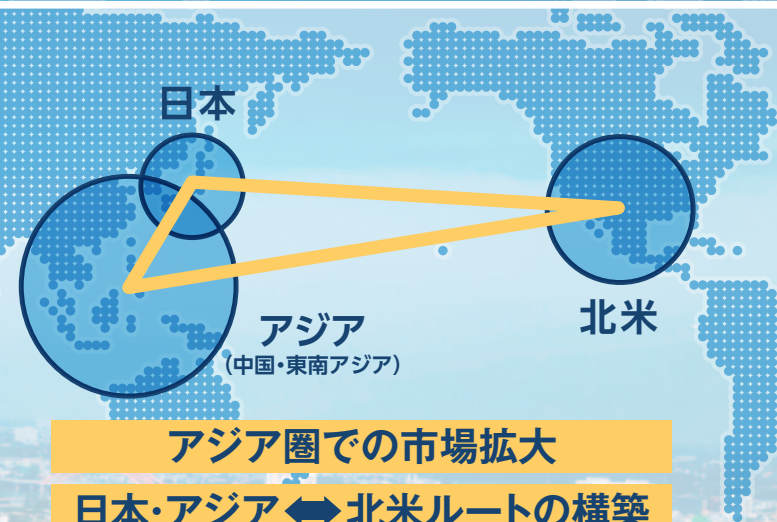 日本
北米
アジア
(中国・東南アジア)
アジア圏での市場拡大
日本・アジア⬌北米ルートの構築